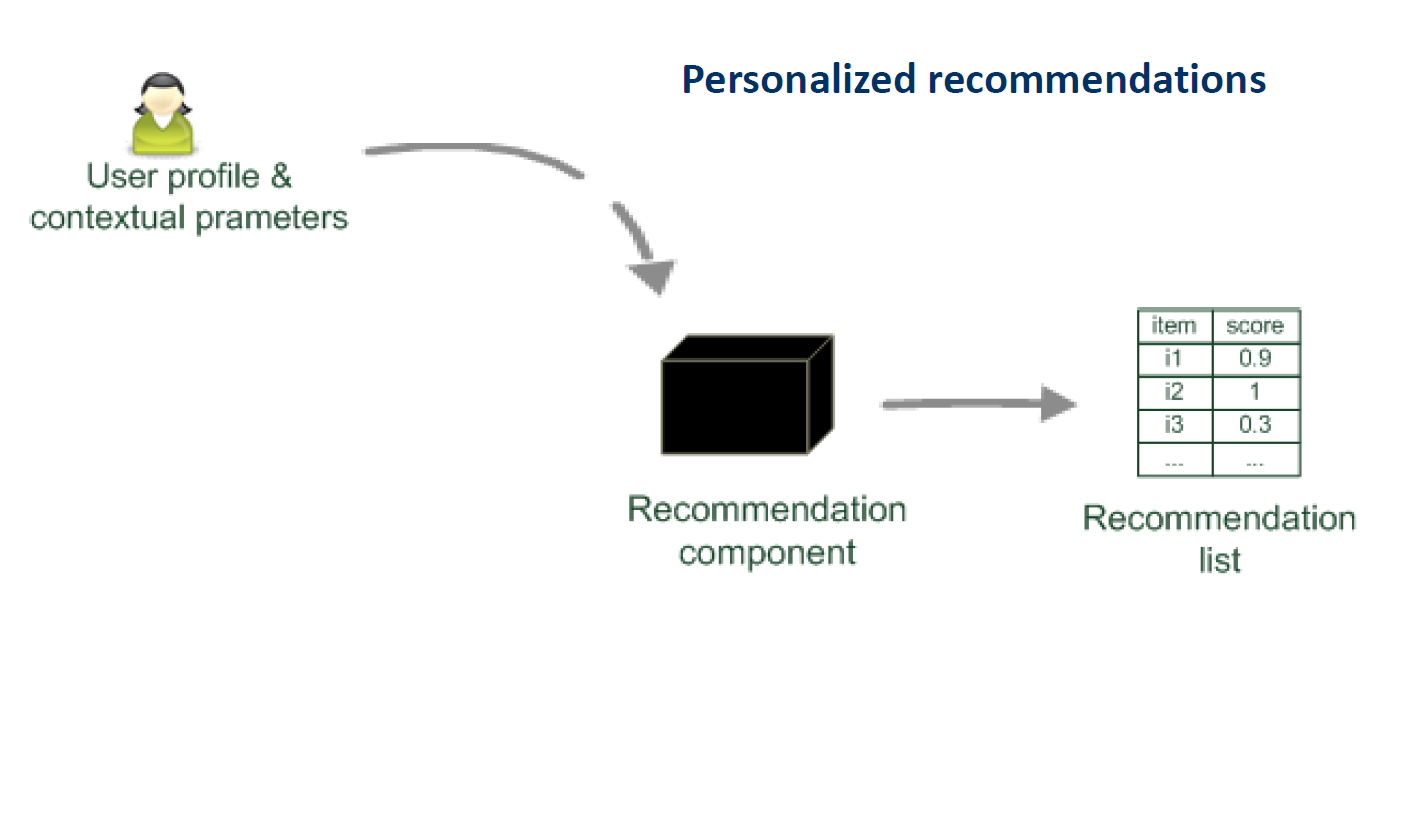 Personalized recommendations
User profile &
contextual prameters
item score
i1 0.9
i2 1
i3 0.3
... ...
Recommendation
component
Recommendation
list